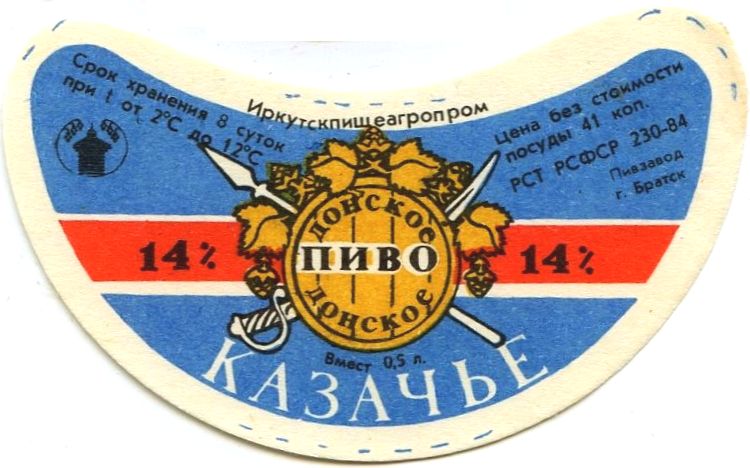 Срок хранения 8 суток
при t от 2°С до 12°С
Иркутскпищеагропром
Цена без стоимости
посуды 41 коп.
РСТ РСФСР 230-84
Пивзавод
г. Братск
14%
донское
ПИВО
донское
14%
Вмест 0,5 л.
КАЗАЧЬЕ